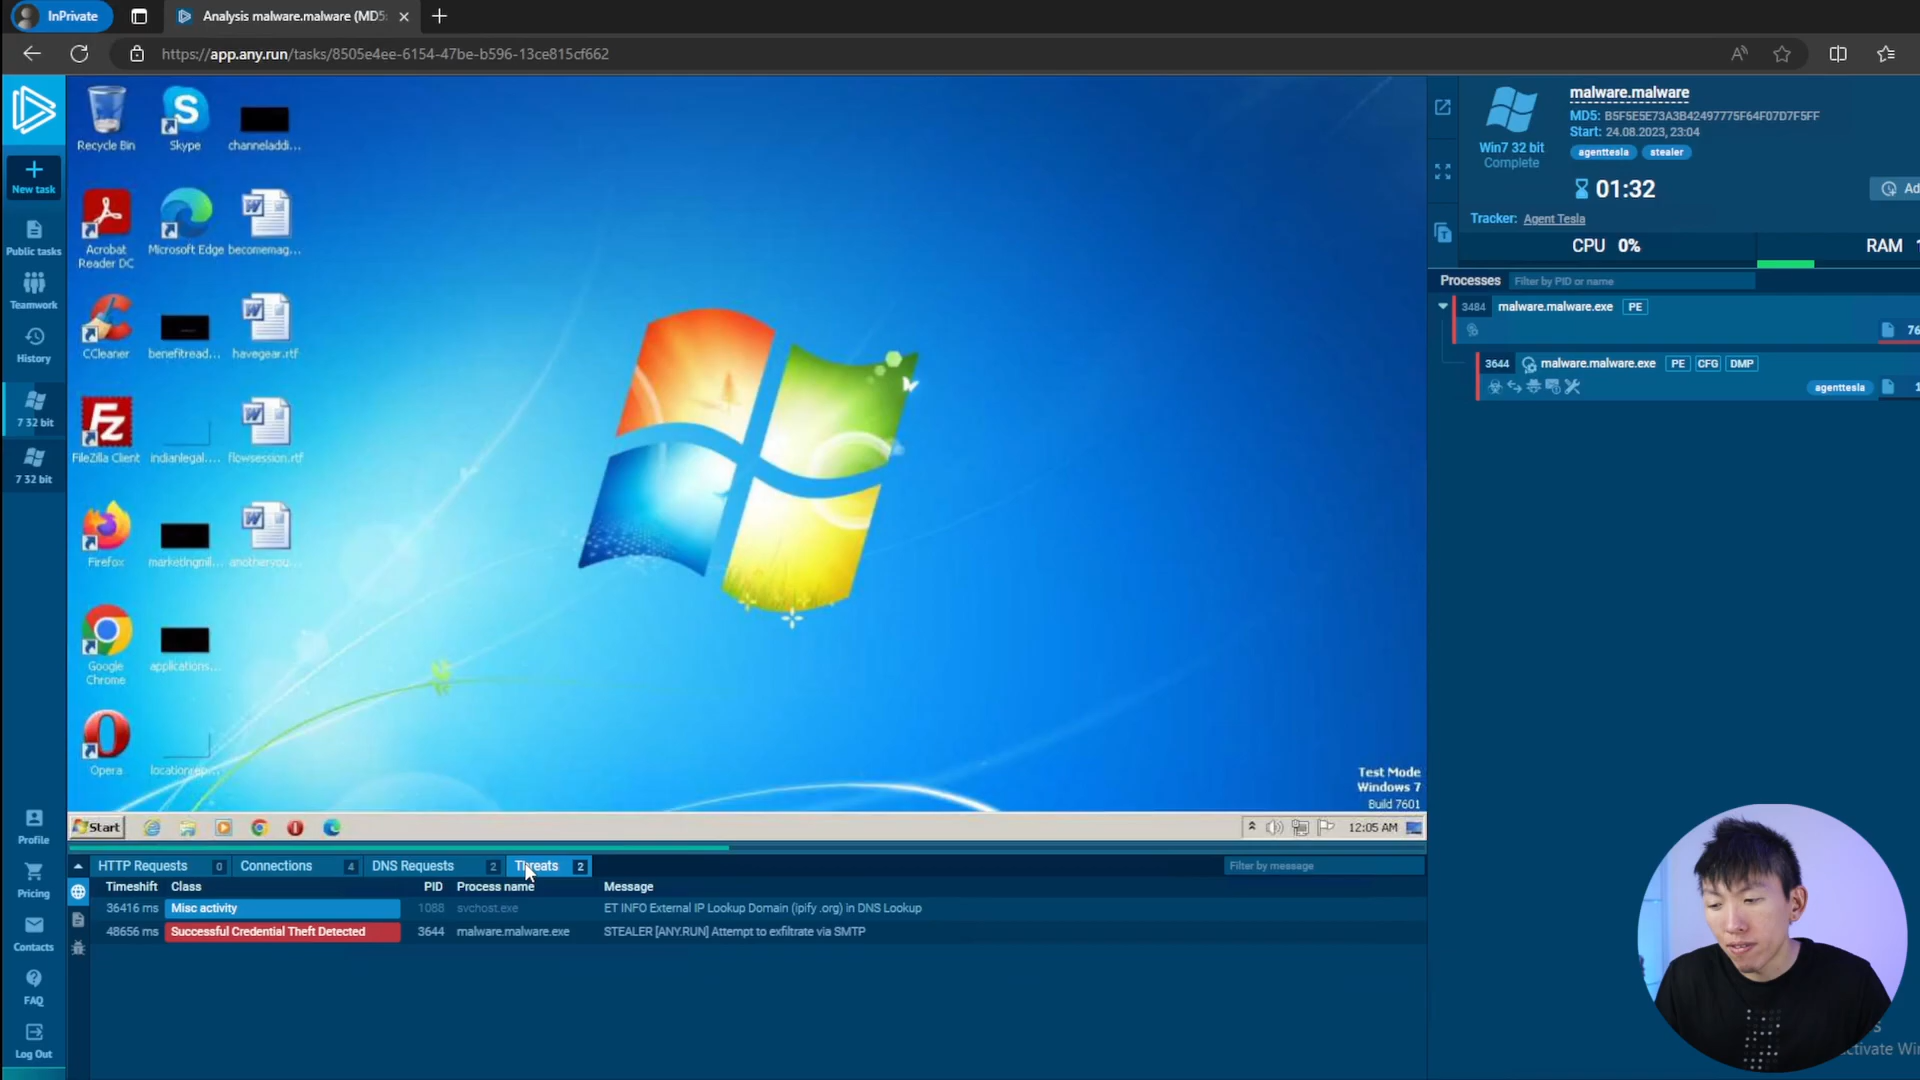 InPrivate
Analysis malware.malware (MD5:
https://app.any.run/tasks/8505e4ee-6154-47be-b596-13ce815cf662
New task
Public tasks
Teamwork
History
7 32 bit
7 32 bit
Profile
Pricing
Contacts
FAQ
Log Out
Recycle Bin
Skype
channeladdi...
Acrobat
Reader DC
Microsoft Edge
becomemag...
CCleaner
benefitread...
havegear.rtf
FileZilla Client
indianlegal....
flowsession.rtf
Firefox
marketingmil...
anotheryou...
Google
Chrome
applications...
Opera
locationrep...
Test Mode
Windows 7
Build 7601
Start
12:05 AM
malware.malware
MD5: B5F5E5E73A3B42497775F64F07D7F5FF
Start: 24.08.2023, 23:04
Win7 32 bit
Complete
agenttesla stealer
01:32
Ad
Tracker: Agent Tesla
CPU 0%
RAM 1
Processes Filter by PID or name
3484 malware.malware.exe PE
76
3644 malware.malware.exe PE CFG DMP
agenttesla 1
HTTP Requests 0 Connections 4 DNS Requests 2 Threats 2 Filter by message
Timeshift Class PID Process name Message
36416 ms Misc activity 1088 svchost.exe ET INFO External IP Lookup Domain (ipify .org) in DNS Lookup
48656 ms Successful Credential Theft Detected 3644 malware.malware.exe STEALER [ANY.RUN] Attempt to exfiltrate via SMTP